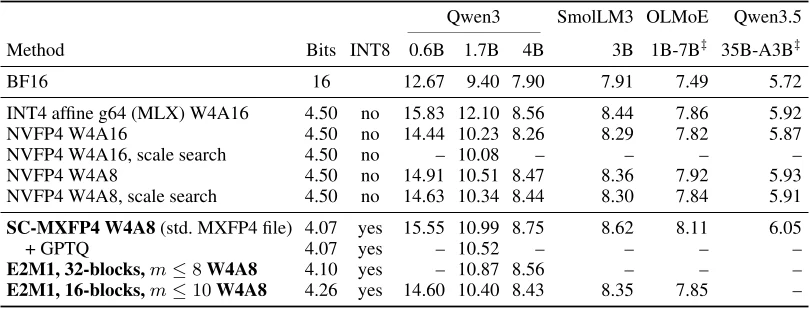 Qwen3 SmolLM3 OLMoE Qwen3.5
Method Bits INT8 0.6B 1.7B 4B 3B 1B-7B‡ 35B-A3B‡
BF16 16 12.67 9.40 7.90 7.91 7.49 5.72
INT4 affine g64 (MLX) W4A16 4.50 no 15.83 12.10 8.56 8.44 7.86 5.92
NVFP4 W4A16 4.50 no 14.44 10.23 8.26 8.29 7.82 5.87
NVFP4 W4A16, scale search 4.50 no – 10.08 – – – –
NVFP4 W4A8 4.50 no 14.91 10.51 8.47 8.36 7.92 5.93
NVFP4 W4A8, scale search 4.50 no 14.63 10.34 8.44 8.30 7.84 5.91
SC-MXFP4 W4A8 (std. MXFP4 file) 4.07 yes 15.55 10.99 8.75 8.62 8.11 6.05
+ GPTQ 4.07 yes – 10.52 – – – –
E2M1, 32-blocks, m ≤ 8 W4A8 4.10 yes – 10.87 8.56 – – –
E2M1, 16-blocks, m ≤ 10 W4A8 4.26 yes 14.60 10.40 8.43 8.35 7.85 –